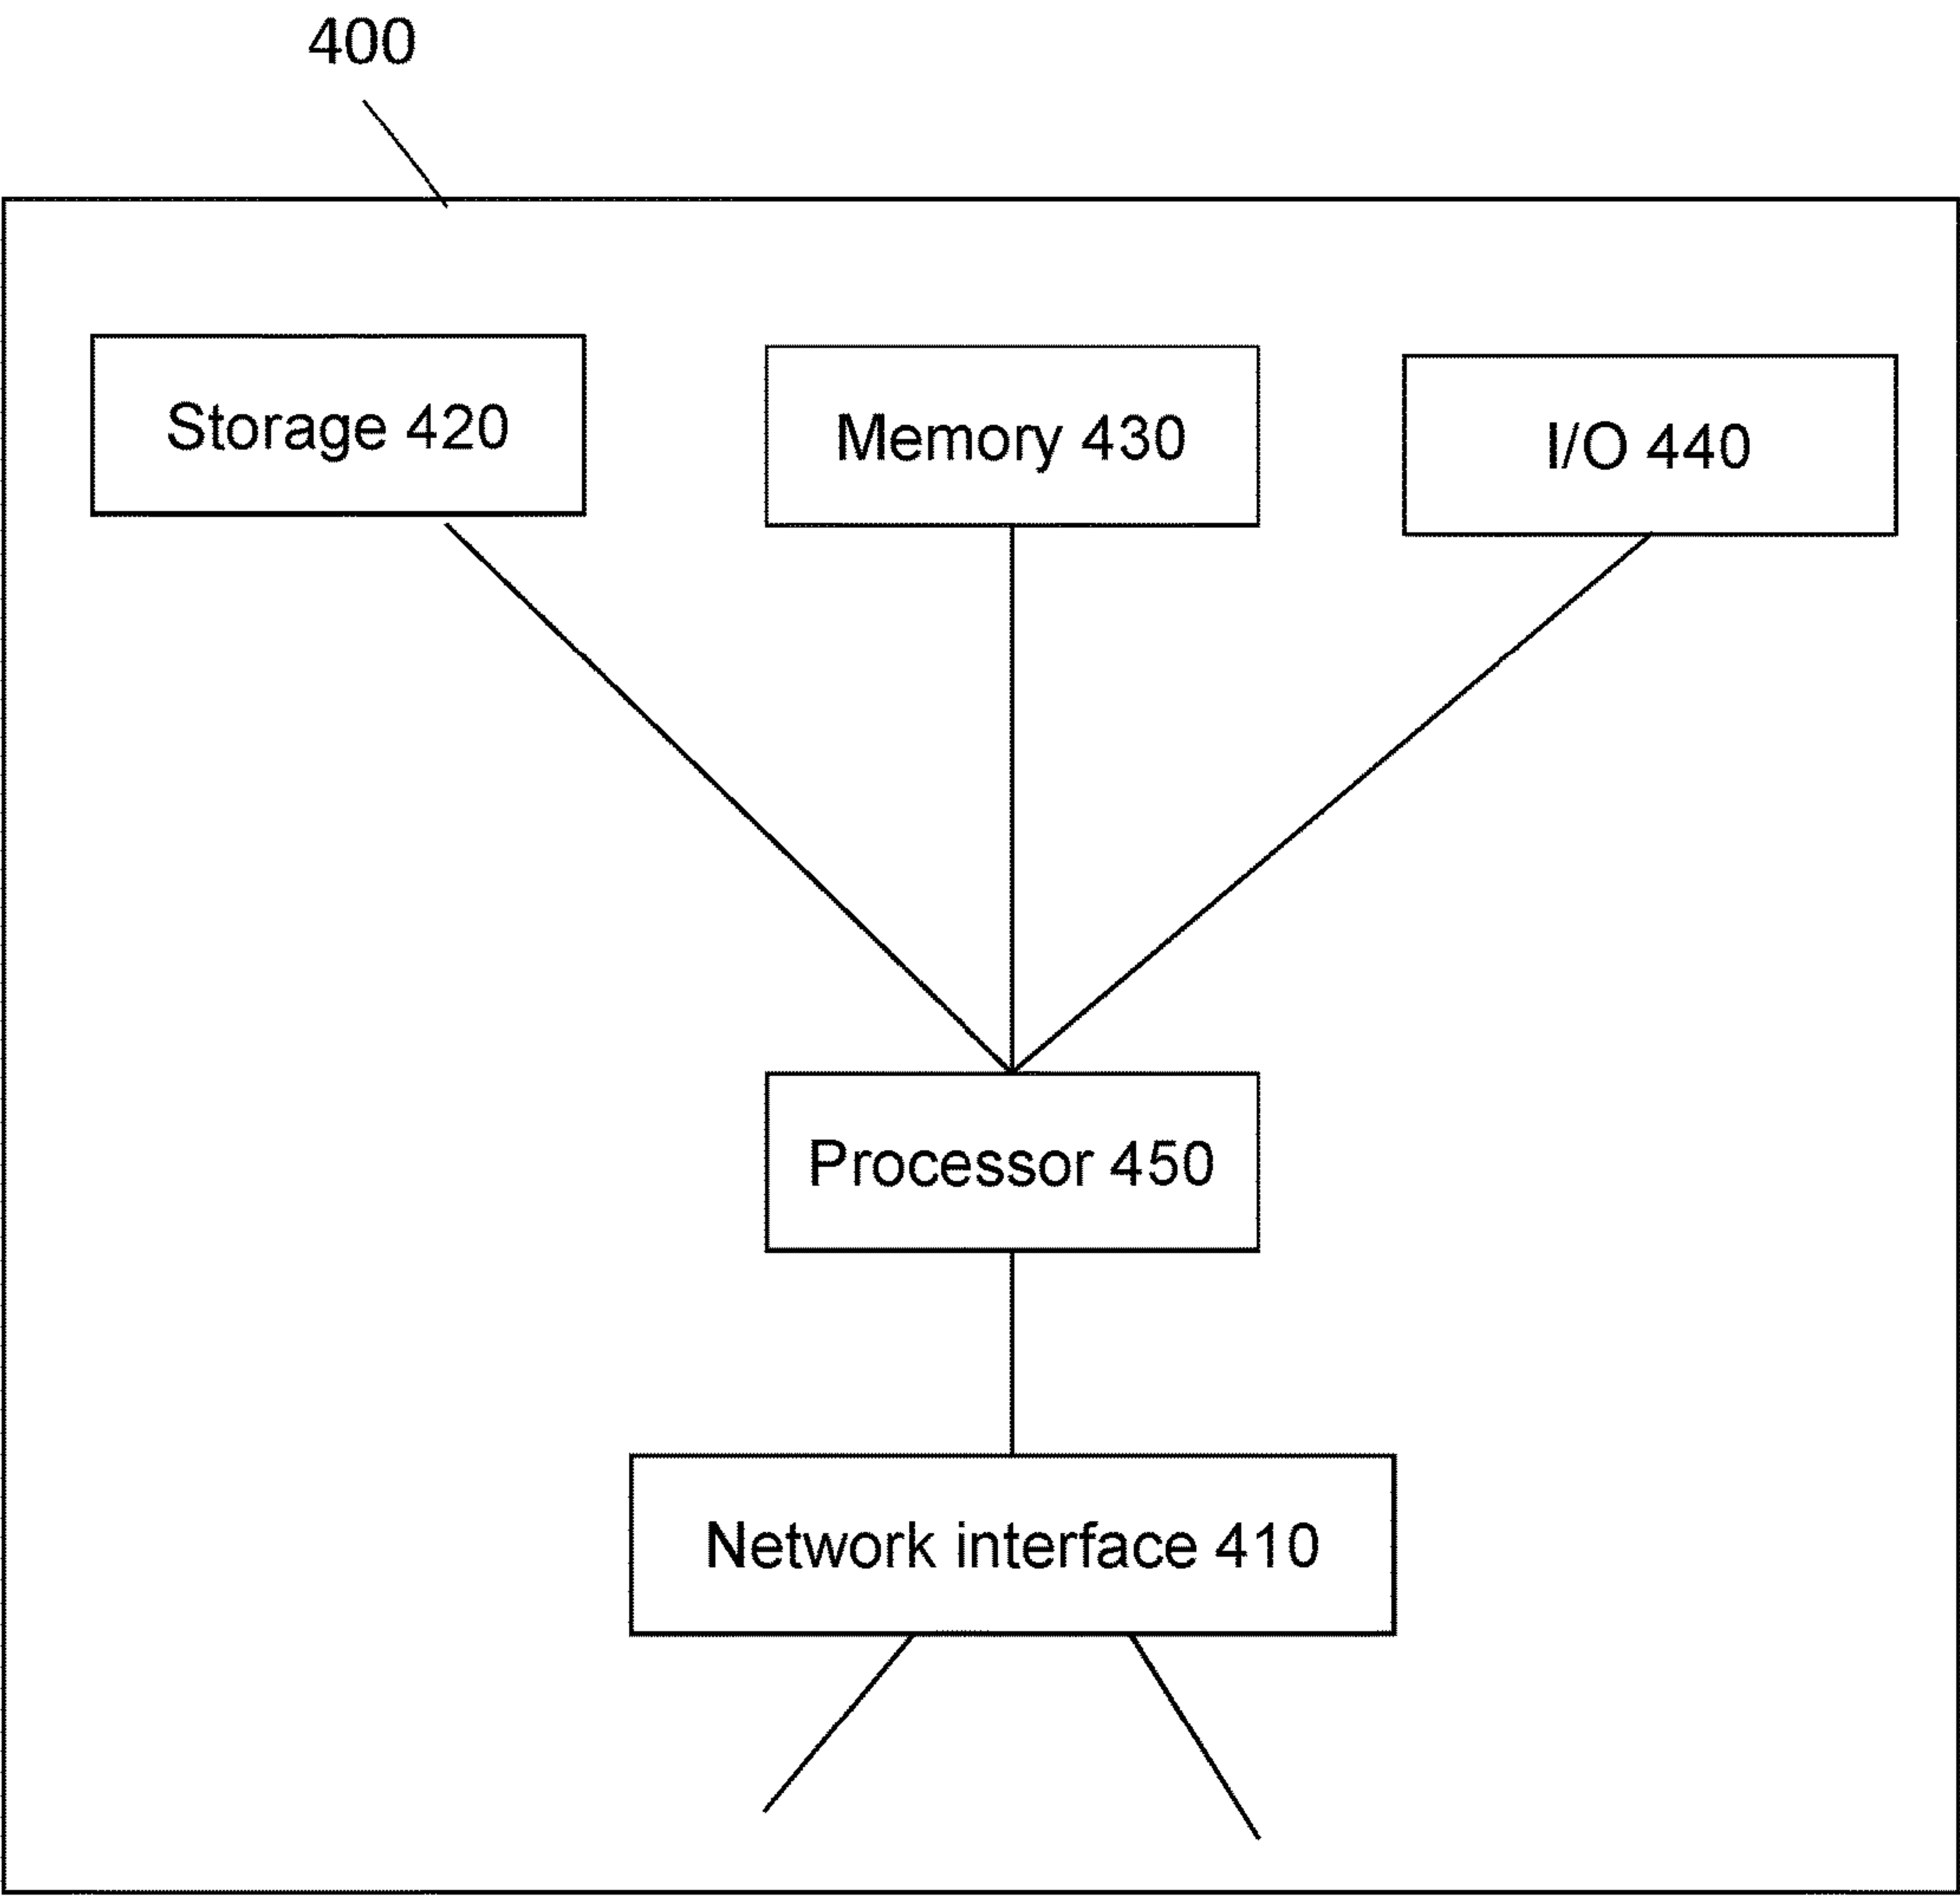 400
Storage 420
Memory 430
I/O 440
Processor 450
Network interface 410